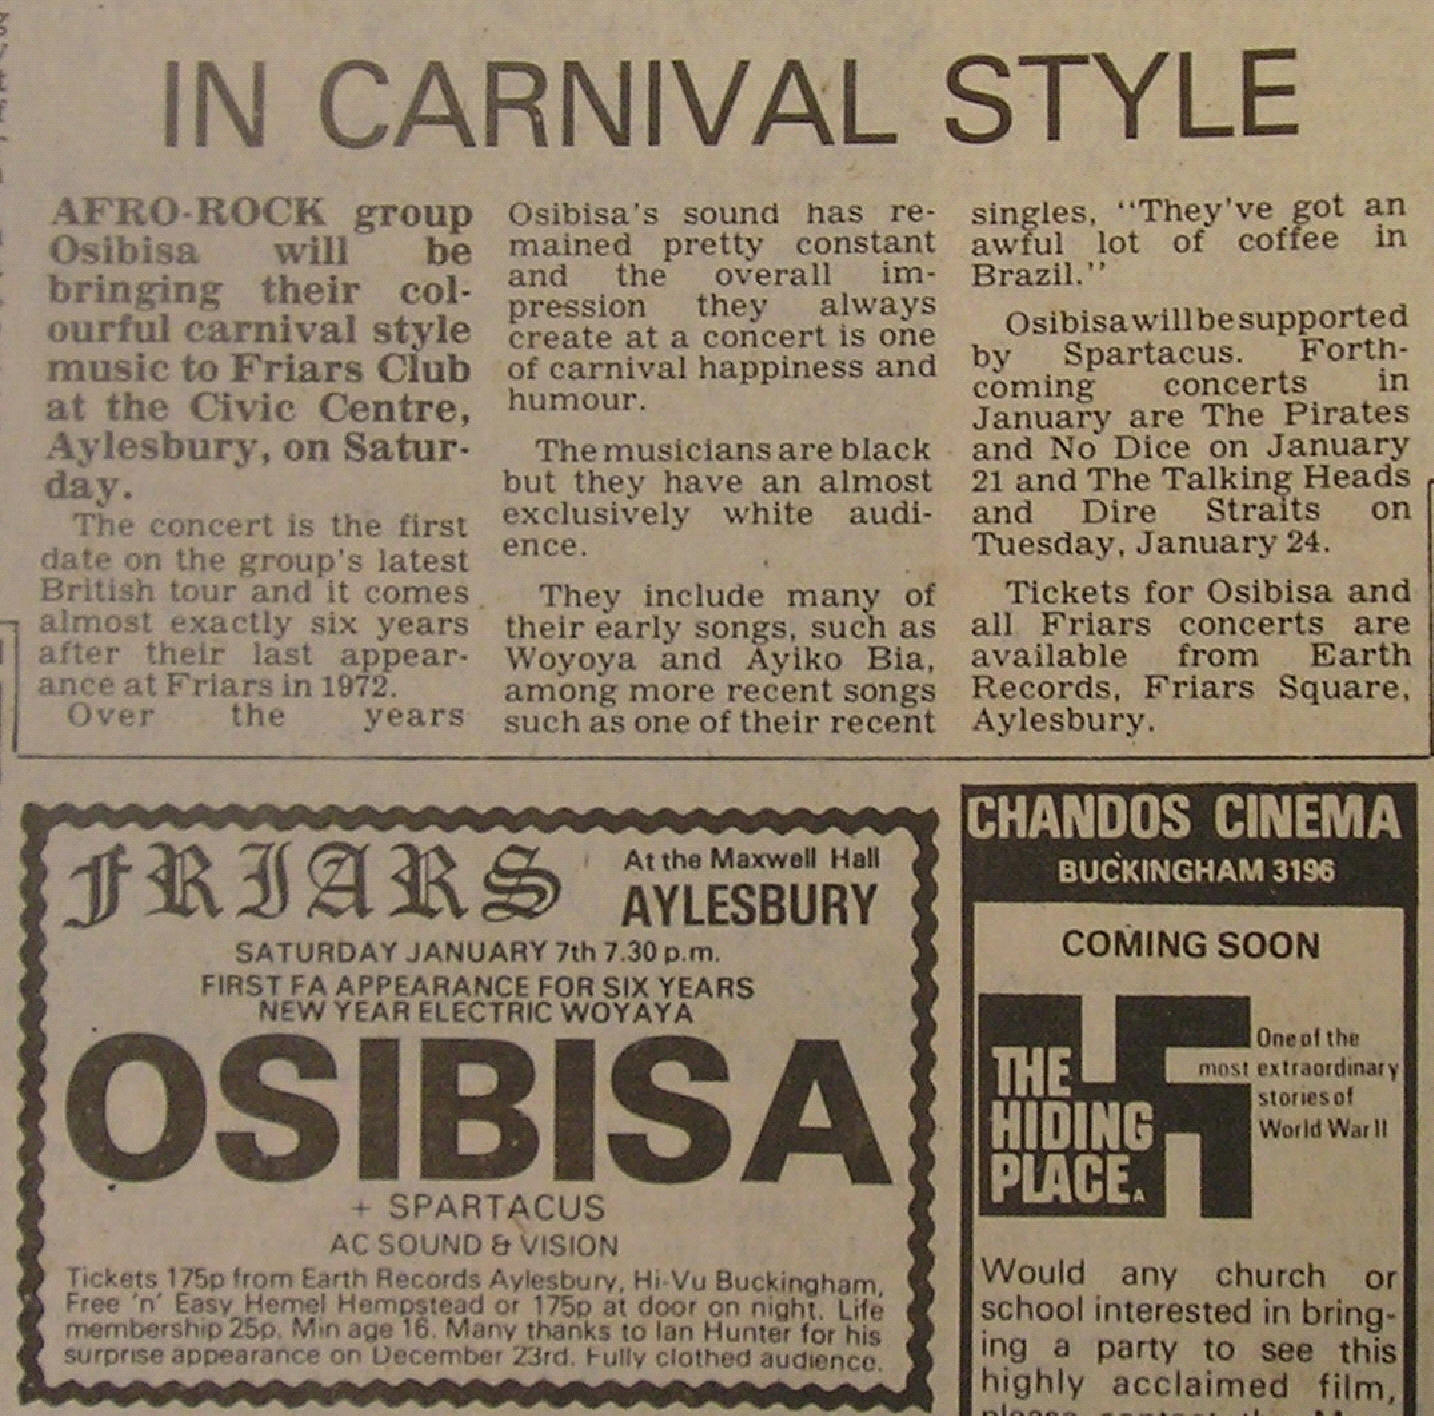 IN CARNIVAL STYLE
AFRO-ROCK group
Osibisa will be
bringing their col-
ourful carnival style
music to Friars Club
at the Civic Centre,
Aylesbury, on Satur-
day.
The concert is the first
date on the group's latest
British tour and it comes
almost exactly six years
after their last appear-
ance at Friars in 1972.
Over the years
Osibisa's sound has re-
mained pretty constant
and the overall im-
pression they always
create at a concert is one
of carnival happiness and
humour.
The musicians are black
but they have an almost
exclusively white audi-
ence.
They include many of
their early songs, such as
Woyoya and Ayiko Bia,
among more recent songs
such as one of their recent
singles, "They've got an
awful lot of coffee in
Brazil."
Osibisa will be supported
by Spartacus. Forth-
coming concerts in
January are The Pirates
and No Dice on January
21 and The Talking Heads
and Dire Straits on
Tuesday, January 24.
Tickets for Osibisa and
all Friars concerts are
available from Earth
Records, Friars Square,
Aylesbury.
FRIARS
At the Maxwell Hall
AYLESBURY
SATURDAY JANUARY 7th 7.30 p.m.
FIRST FA APPEARANCE FOR SIX YEARS
NEW YEAR ELECTRIC WOYAYA
OSIBISA
+ SPARTACUS
AC SOUND & VISION
Tickets 175p from Earth Records Aylesbury, Hi-Vu Buckingham,
Free 'n' Easy Hemel Hempstead or 175p at door on night. Life
membership 25p. Min age 16. Many thanks to Ian Hunter for his
surprise appearance on December 23rd. Fully clothed audience.
CHANDOS CINEMA
BUCKINGHAM 3196
COMING SOON
THE
HIDING
PLACE. A
One of the
most extraordinary
stories of
World War II
Would any church or
school interested in bring-
ing a party to see this
highly acclaimed film,